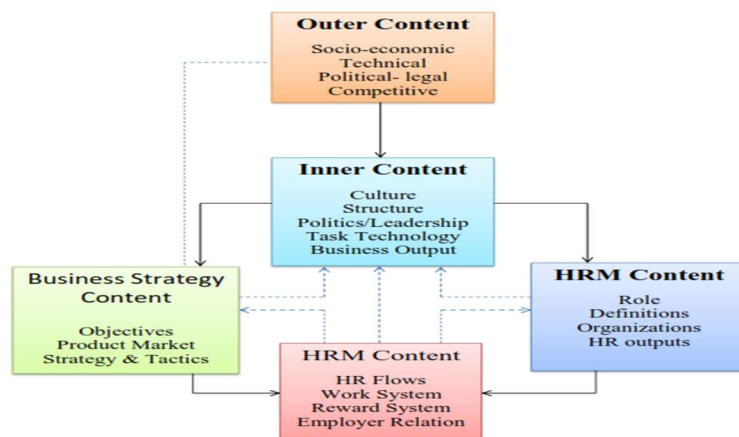 Outer Content
Socio-economic
Technical
Political- legal
Competitive
Inner Content
Culture
Structure
Politics/Leadership
Task Technology
Business Output
Business Strategy
Content
Objectives
Product Market
Strategy & Tactics
HRM Content
Role
Definitions
Organizations
HR outputs
HRM Content
HR Flows
Work System
Reward System
Employer Relation